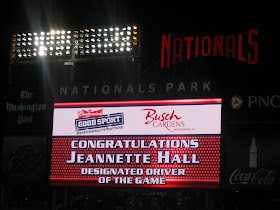 NATIONALS
NATIONALS PARK
The
Washington
Post
PNC
GOOD SPORT
Busch
GARDENS
CONGRATULATIONS
JEANNETTE HALL
DESIGNATED DRIVER
OF THE GAME
Coca-Cola